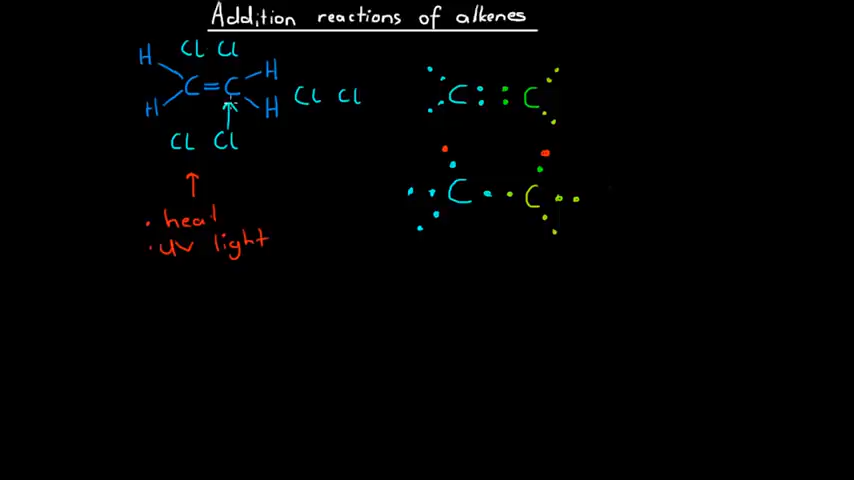 Addition reactions of alkenes
H Cl Cl
C = C H
H H
Cl Cl
Cl Cl
C : : C
C C
• heat
• UV light